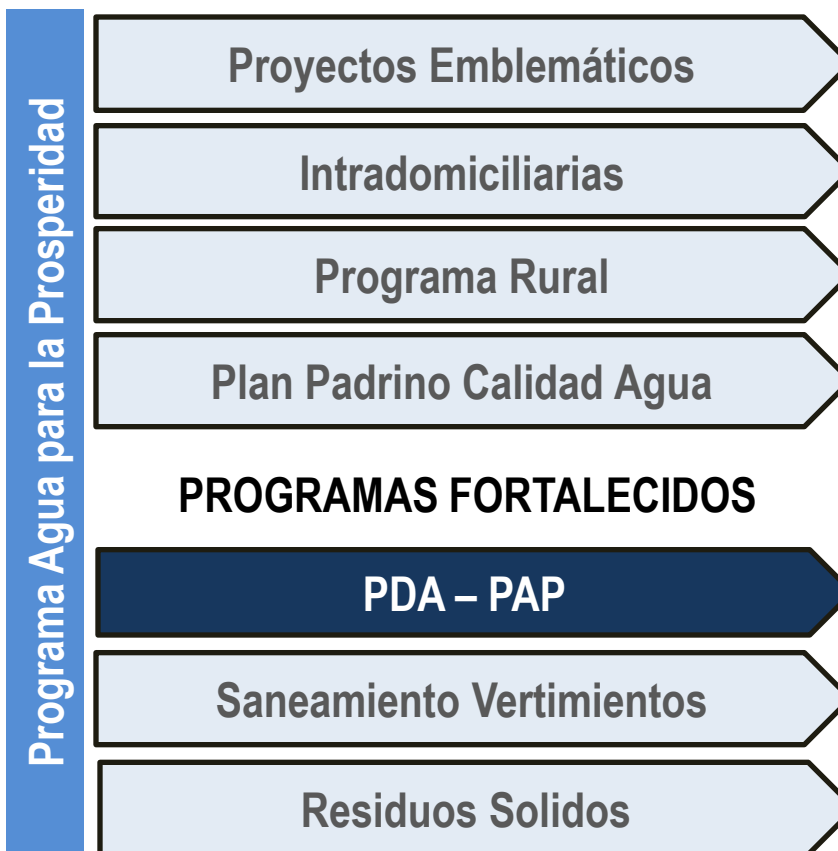 Programa Agua para la Prosperidad
Proyectos Emblemáticos
Intradomiciliarias
Programa Rural
Plan Padrino Calidad Agua
PROGRAMAS FORTALECIDOS
PDA – PAP
Saneamiento Vertimientos
Residuos Solidos